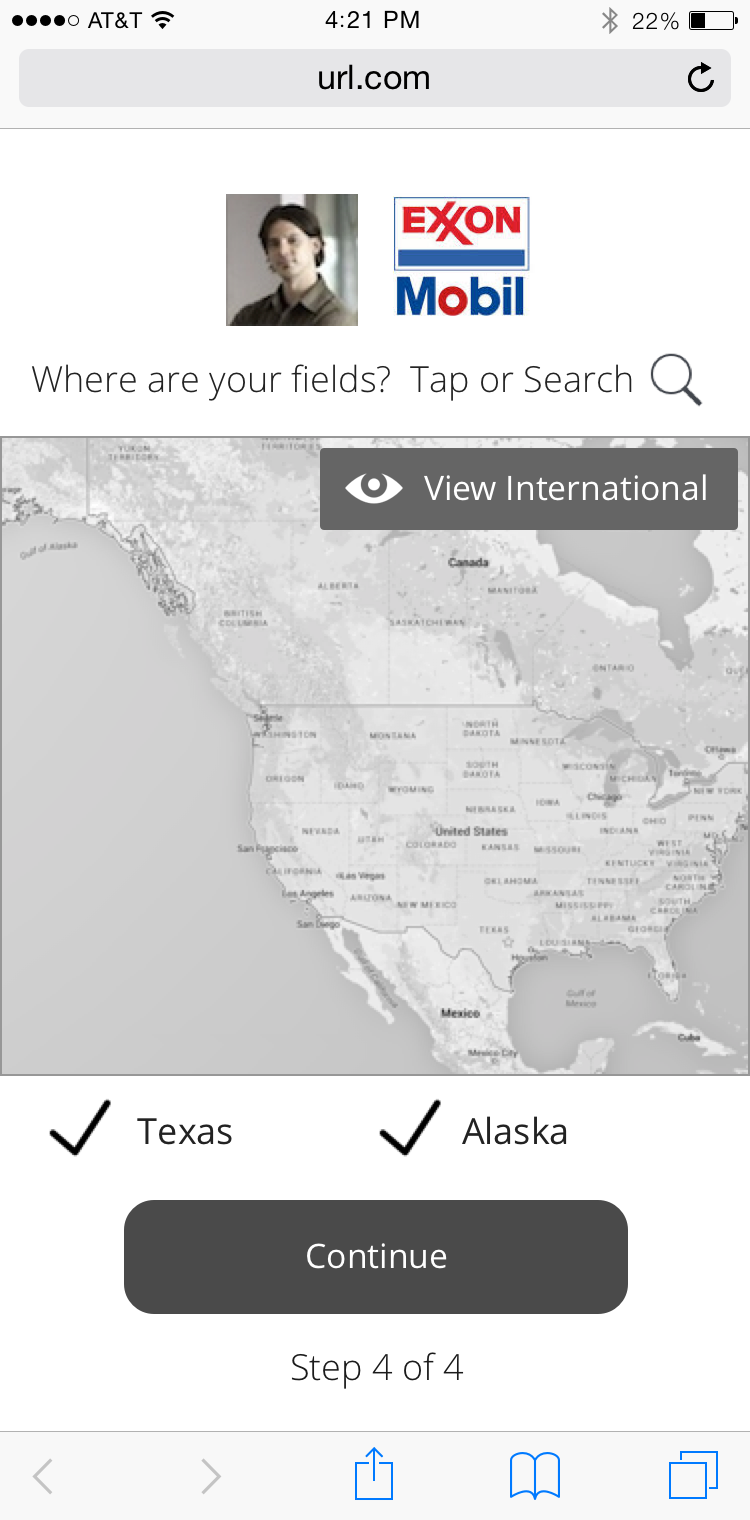 AT&T 4:21 PM 22%
url.com
EXXON
Mobil
Where are your fields? Tap or Search
YUKON
TERRITORY
TERRITORIES
View International
Gulf of Alaska
Canada
ALBERTA
MANITOBA
BRITISH
COLUMBIA
SASKATCHEWAN
ONTARIO
Seattle
WASHINGTON
MONTANA
NORTH
DAKOTA
MINNESOTA
Ottawa
SOUTH
DAKOTA
WISCONSIN
MICHIGAN
Toronto
OREGON
IDAHO
WYOMING
NEW YORK
Chicago
IOWA
NEBRASKA
ILLINOIS
OHIO
PENN
INDIANA
NEVADA
UTAH
United States
COLORADO
KANSAS
MISSOURI
WEST
VIRGINIA
MD
San Francisco
KENTUCKY
VIRGINIA
CALIFORNIA
Las Vegas
OKLAHOMA
TENNESSEE
NORTH
CAROLINA
Los Angeles
ARIZONA
NEW MEXICO
ARKANSAS
MISSISSIPPI
SOUTH
CAROLINA
ALABAMA
San Diego
TEXAS
GEORGIA
LOUISIANA
Houston
Gulf of California
FLORIDA
Gulf of
Mexico
Mexico
Cuba
Mexico City
Texas
Alaska
Continue
Step 4 of 4